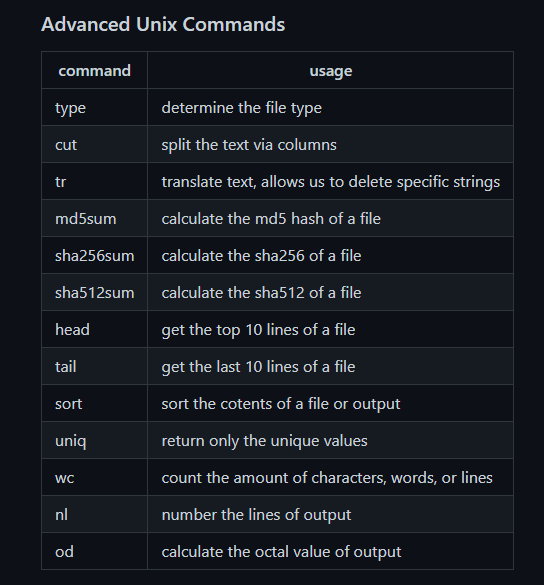 Advanced Unix Commands
command usage
type determine the file type
cut split the text via columns
tr translate text, allows us to delete specific strings
md5sum calculate the md5 hash of a file
sha256sum calculate the sha256 of a file
sha512sum calculate the sha512 of a file
head get the top 10 lines of a file
tail get the last 10 lines of a file
sort sort the cotents of a file or output
uniq return only the unique values
wc count the amount of characters, words, or lines
nl number the lines of output
od calculate the octal value of output